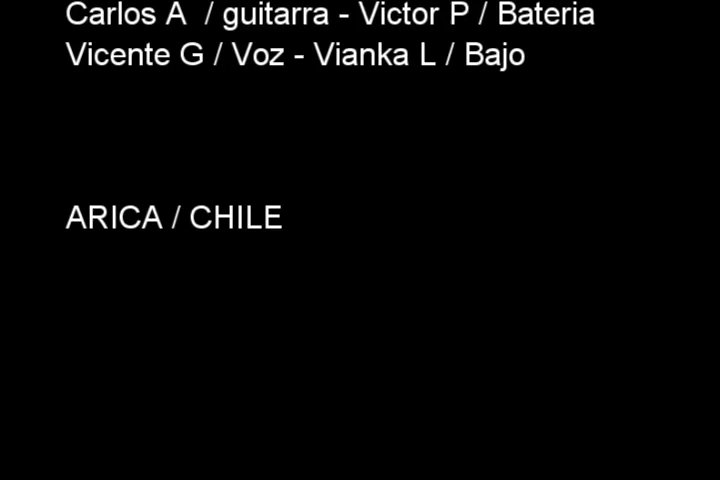 Carlos A  / guitarra - Victor P / Bateria
Vicente G / Voz - Vianka L / Bajo
ARICA / CHILE